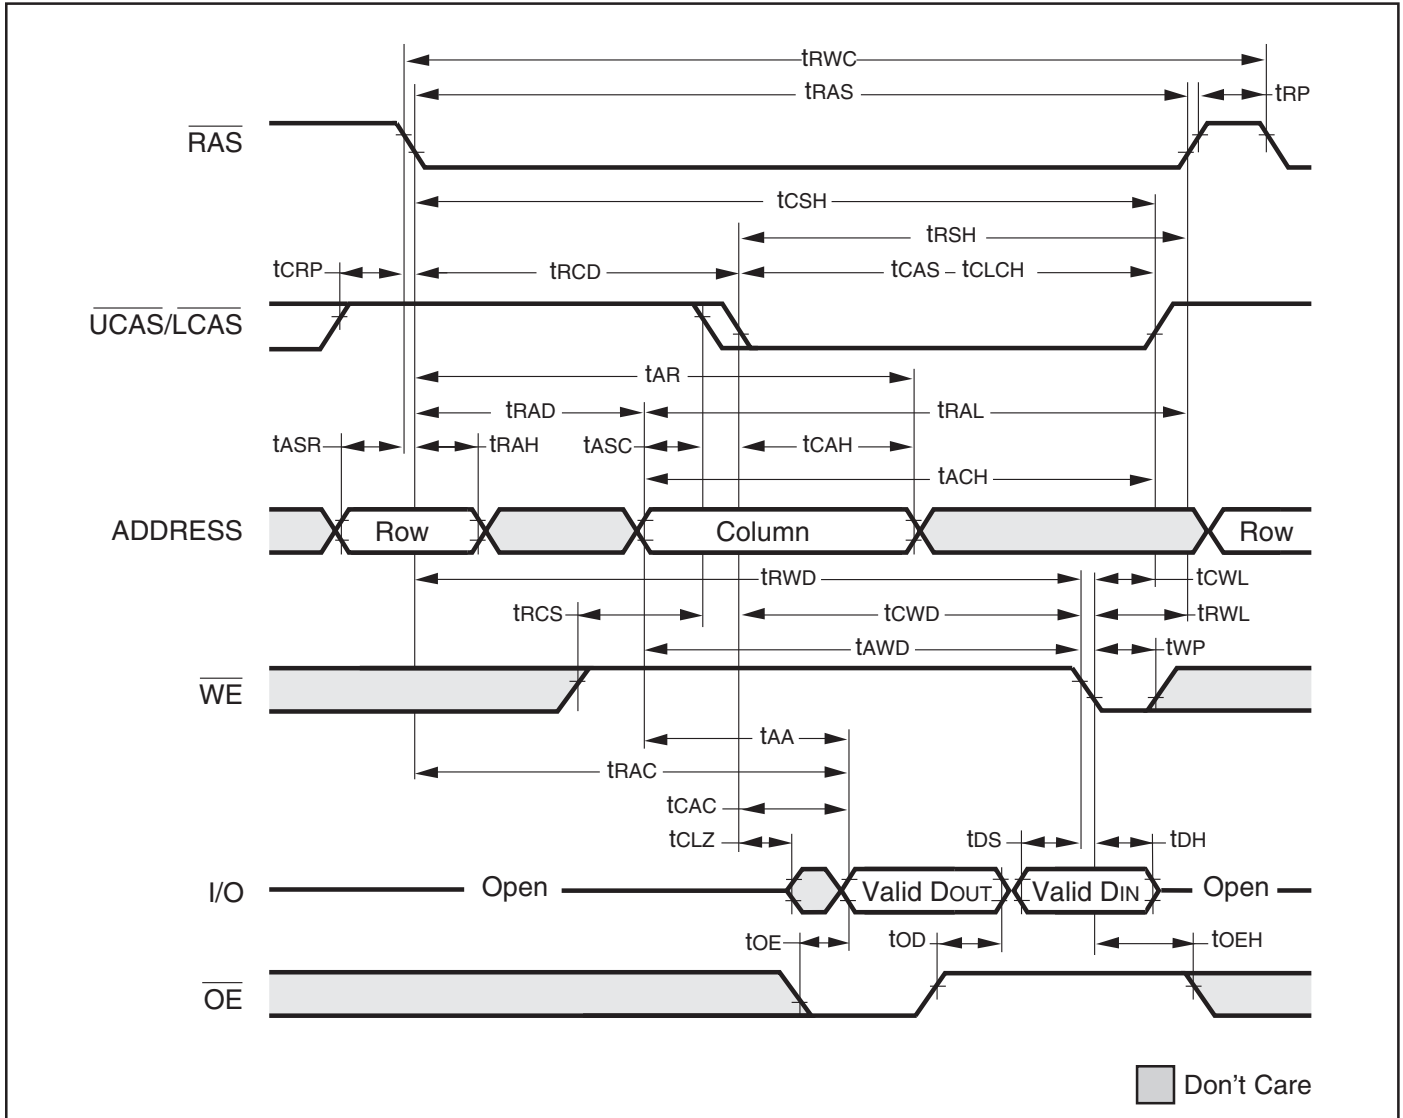 tRWC
tRAS
tRP
RAS
tCSH
tRSH
tCRP
tRCD
tCAS – tCLCH
UCAS/LCAS
tAR
tRAD
tRAL
tASR
tRAH
tASC
tCAH
tACH
ADDRESS
Row
Column
Row
tRWD
tCWL
tRCS
tCWD
tRWL
tAWD
tWP
WE
tAA
tRAC
tCAC
tCLZ
tDS
tDH
I/O
Open
Valid DOUT
Valid DIN
Open
tOE
tOD
tOEH
OE
Don't Care